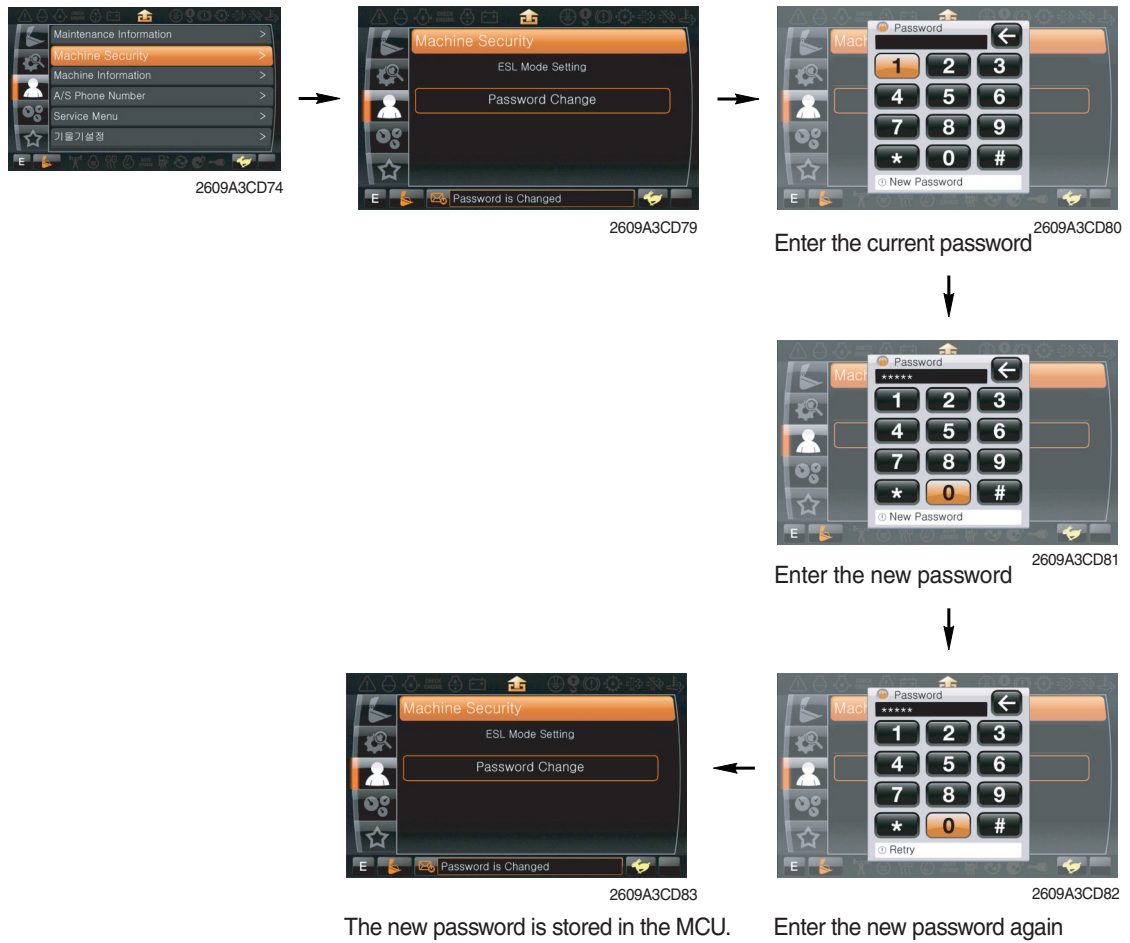 Maintenance Information >
Machine Security >
Machine Information >
A/S Phone Number >
Service Menu >
기울기설정 >
E
2609A3CD74
Machine Security
ESL Mode Setting
Password Change
E Password is Changed
2609A3CD79
Password
Mach
1 2 3
4 5 6
7 8 9
* 0 #
New Password
E
2609A3CD80
Enter the current password
Password
Mach
*****
1 2 3
4 5 6
7 8 9
* 0 #
New Password
E
2609A3CD81
Enter the new password
Password
Mach
*****
1 2 3
4 5 6
7 8 9
* 0 #
Retry
E
2609A3CD82
Enter the new password again
Machine Security
ESL Mode Setting
Password Change
E Password is Changed
2609A3CD83
The new password is stored in the MCU.